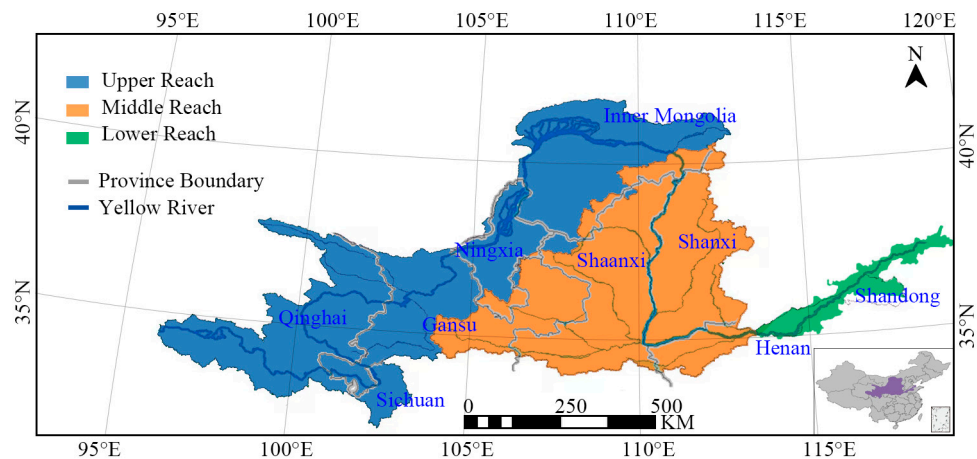 95°E 100°E 105°E 110°E 115°E 120°E
N
Upper Reach
Middle Reach
Lower Reach
Province Boundary
Yellow River
40°N
40°N
35°N
35°N
Inner Mongolia
Ningxia
Shaanxi
Shanxi
Qinghai
Gansu
Shandong
Henan
Sichuan
0 250 500
KM
95°E 100°E 105°E 110°E 115°E